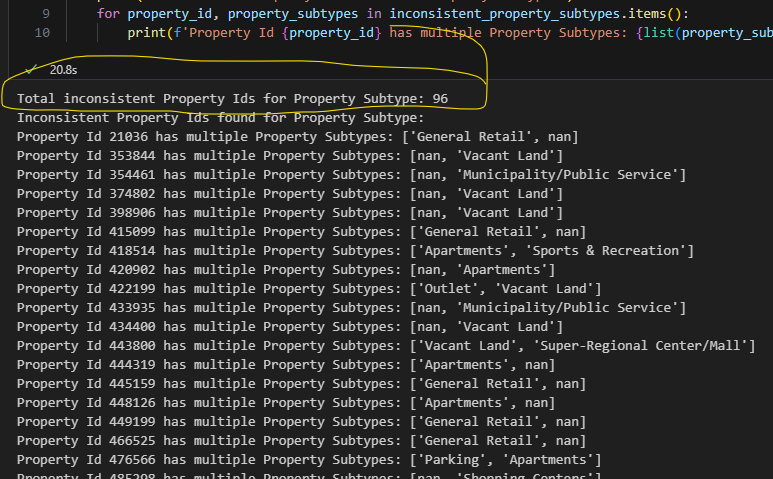 9 for property_id, property_subtypes in inconsistent_property_subtypes.items():
10 print(f'Property Id {property_id} has multiple Property Subtypes: {list(property_sub
20.8s
Total inconsistent Property Ids for Property Subtype: 96
Inconsistent Property Ids found for Property Subtype:
Property Id 21036 has multiple Property Subtypes: ['General Retail', nan]
Property Id 353844 has multiple Property Subtypes: [nan, 'Vacant Land']
Property Id 354461 has multiple Property Subtypes: [nan, 'Municipality/Public Service']
Property Id 374802 has multiple Property Subtypes: [nan, 'Vacant Land']
Property Id 398906 has multiple Property Subtypes: [nan, 'Vacant Land']
Property Id 415099 has multiple Property Subtypes: ['General Retail', nan]
Property Id 418514 has multiple Property Subtypes: ['Apartments', 'Sports & Recreation']
Property Id 420902 has multiple Property Subtypes: [nan, 'Apartments']
Property Id 422199 has multiple Property Subtypes: ['Outlet', 'Vacant Land']
Property Id 433935 has multiple Property Subtypes: [nan, 'Municipality/Public Service']
Property Id 434400 has multiple Property Subtypes: [nan, 'Vacant Land']
Property Id 443800 has multiple Property Subtypes: ['Vacant Land', 'Super-Regional Center/Mall']
Property Id 444319 has multiple Property Subtypes: ['Apartments', nan]
Property Id 445159 has multiple Property Subtypes: ['General Retail', nan]
Property Id 448126 has multiple Property Subtypes: ['Apartments', nan]
Property Id 449199 has multiple Property Subtypes: ['General Retail', nan]
Property Id 466525 has multiple Property Subtypes: ['General Retail', nan]
Property Id 476566 has multiple Property Subtypes: ['Parking', 'Apartments']
Property Id 485298 has multiple Property Subtypes: [nan, 'Shopping Centers']